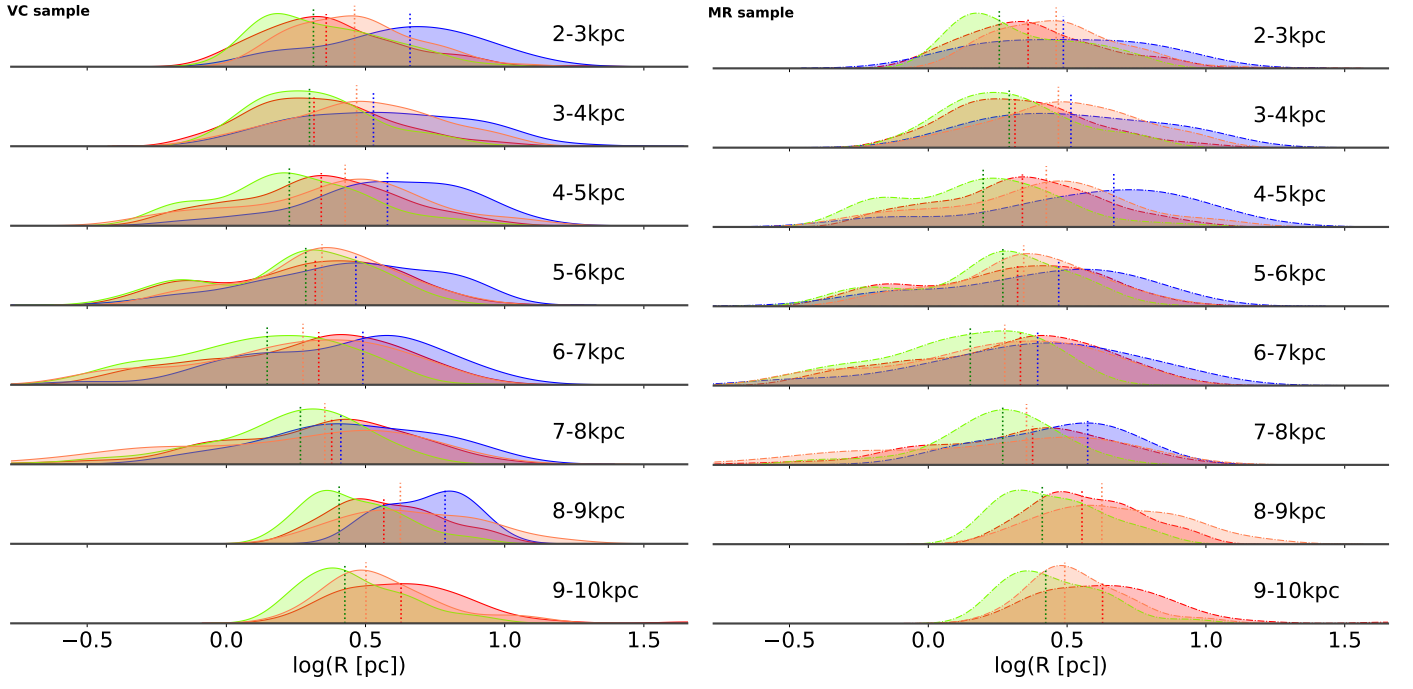 VC sample
2-3kpc
3-4kpc
4-5kpc
5-6kpc
6-7kpc
7-8kpc
8-9kpc
9-10kpc
−0.5 0.0 0.5 1.0 1.5
log(R [pc])
MR sample
2-3kpc
3-4kpc
4-5kpc
5-6kpc
6-7kpc
7-8kpc
8-9kpc
9-10kpc
−0.5 0.0 0.5 1.0 1.5
log(R [pc])